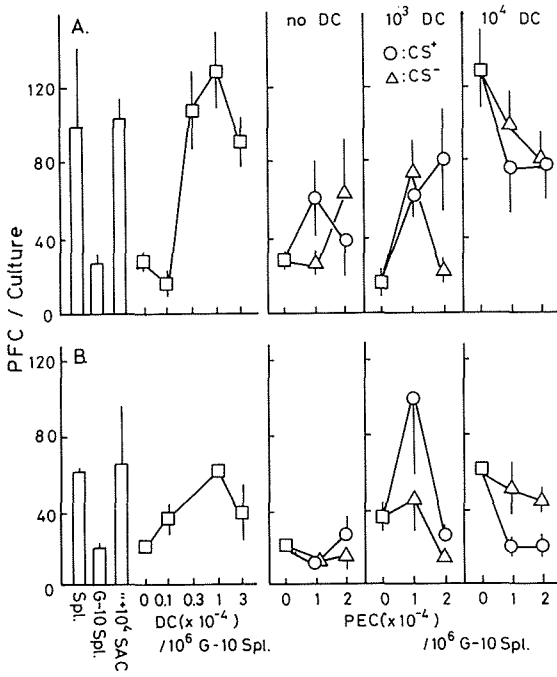 A.
no DC
10³ DC
10⁴ DC
○:CS⁺
△:CS⁻
120
80
40
0
PFC / Culture
B.
120
80
40
0
Spl.
G-10 Spl.
"+10⁴ SAC
0 0.1 0.3 1 3
DC(x10⁻⁴)
/10⁶ G-10 Spl.
0 1 2
0 1 2
0 1 2
PEC(x10⁻⁴)
/10⁶ G-10 Spl.